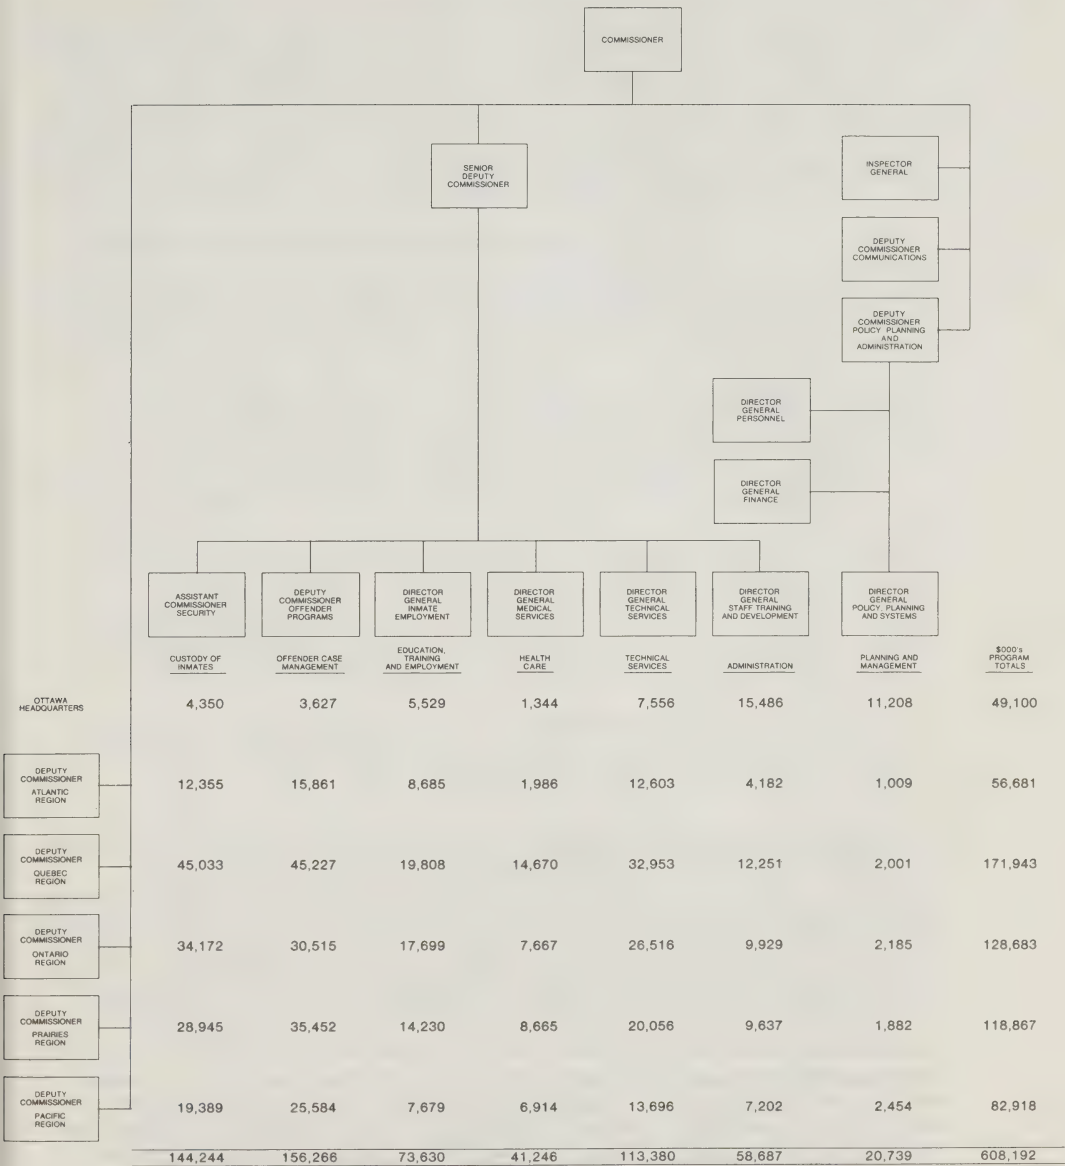 COMMISSIONER
SENIOR
DEPUTY
COMMISSIONER
INSPECTOR
GENERAL
DEPUTY
COMMISSIONER
COMMUNICATIONS
DEPUTY
COMMISSIONER
POLICY PLANNING
AND
ADMINISTRATION
DIRECTOR
GENERAL
PERSONNEL
DIRECTOR
GENERAL
FINANCE
ASSISTANT
COMMISSIONER
SECURITY
DEPUTY
COMMISSIONER
OFFENDER
PROGRAMS
DIRECTOR
GENERAL
INMATE
EMPLOYMENT
DIRECTOR
GENERAL
MEDICAL
SERVICES
DIRECTOR
GENERAL
TECHNICAL
SERVICES
DIRECTOR
GENERAL
STAFF TRAINING
AND DEVELOPMENT
DIRECTOR
GENERAL
POLICY, PLANNING
AND SYSTEMS
CUSTODY OF
INMATES
OFFENDER CASE
MANAGEMENT
EDUCATION,
TRAINING
AND EMPLOYMENT
HEALTH
CARE
TECHNICAL
SERVICES
ADMINISTRATION
PLANNING AND
MANAGEMENT
$000's
PROGRAM
TOTALS
OTTAWA
HEADQUARTERS
4,350 3,627 5,529 1,344 7,556 15,486 11,208 49,100
DEPUTY
COMMISSIONER
ATLANTIC
REGION
12,355 15,861 8,685 1,986 12,603 4,182 1,009 56,681
DEPUTY
COMMISSIONER
QUEBEC
REGION
45,033 45,227 19,808 14,670 32,953 12,251 2,001 171,943
DEPUTY
COMMISSIONER
ONTARIO
REGION
34,172 30,515 17,699 7,667 26,516 9,929 2,185 128,683
DEPUTY
COMMISSIONER
PRAIRIES
REGION
28,945 35,452 14,230 8,665 20,056 9,637 1,882 118,867
DEPUTY
COMMISSIONER
PACIFIC
REGION
19,389 25,584 7,679 6,914 13,696 7,202 2,454 82,918
144,244 156,266 73,630 41,246 113,380 58,687 20,739 608,192